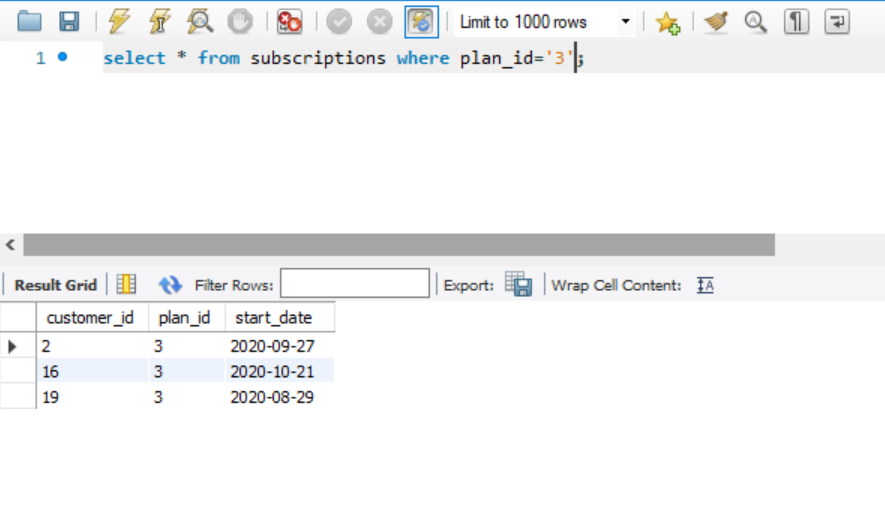 Limit to 1000 rows
1 select * from subscriptions where plan_id='3';
Result Grid Filter Rows: Export: Wrap Cell Content: IA
customer_id plan_id start_date
2 3 2020-09-27
16 3 2020-10-21
19 3 2020-08-29